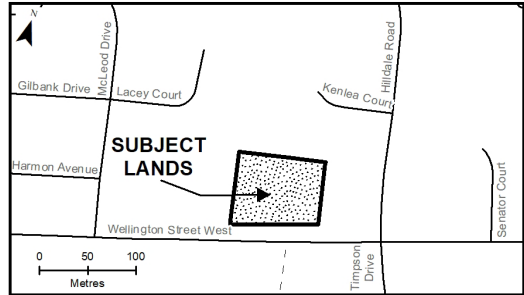 N
McLeod Drive
Hilldale Road
Gilbank Drive
Lacey Court
Kenlea Court
SUBJECT
LANDS
Harmon Avenue
Senator Court
Wellington Street West
Timpson
Drive
0 50 100
Metres